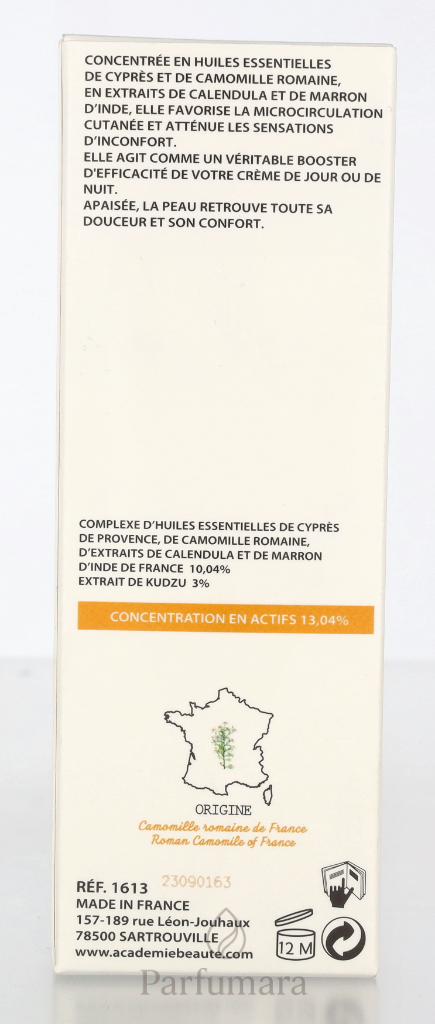 CONCENTRÉE EN HUILES ESSENTIELLES
DE CYPRÈS ET DE CAMOMILLE ROMAINE,
EN EXTRAITS DE CALENDULA ET DE MARRON
D'INDE, ELLE FAVORISE LA MICROCIRCULATION
CUTANÉE ET ATTÉNUE LES SENSATIONS
D'INCONFORT.
ELLE AGIT COMME UN VÉRITABLE BOOSTER
D'EFFICACITÉ DE VOTRE CRÈME DE JOUR OU DE
NUIT.
APAISÉE, LA PEAU RETROUVE TOUTE SA
DOUCEUR ET SON CONFORT.
COMPLEXE D'HUILES ESSENTIELLES DE CYPRÈS
DE PROVENCE, DE CAMOMILLE ROMAINE,
D'EXTRAITS DE CALENDULA ET DE MARRON
D'INDE DE FRANCE 10,04%
EXTRAIT DE KUDZU 3%
CONCENTRATION EN ACTIFS 13,04%
ORIGINE
Camomille romaine de France
Roman Camomile of France
RÉF. 1613 23090163
MADE IN FRANCE
157-189 rue Léon-Jouhaux
78500 SARTROUVILLE
www.academiebeaute.com
12 M
Parfumara